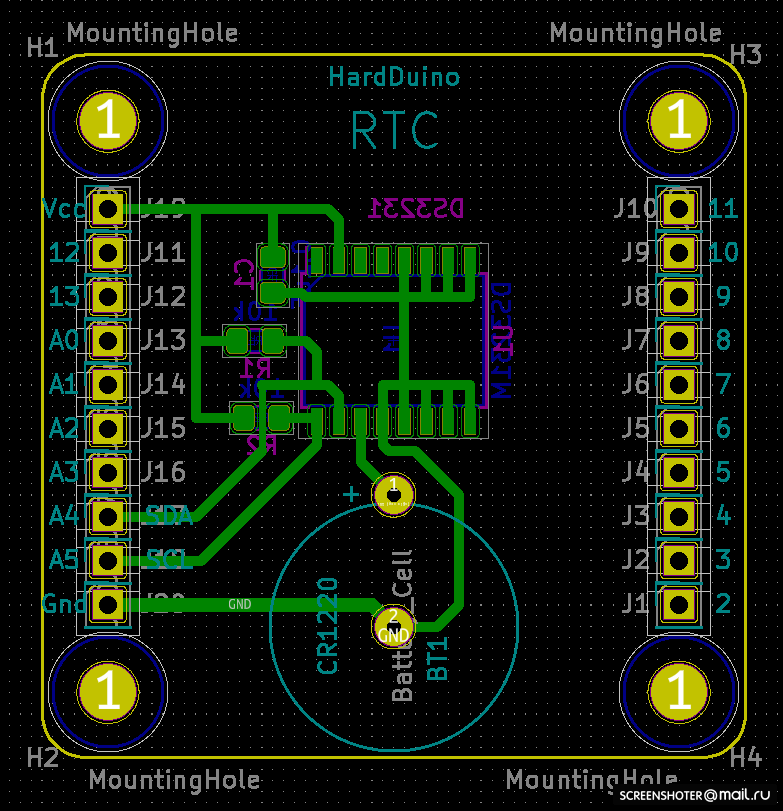 MountingHole
MountingHole
H1
H3
HardDuino
RTC
1
1
Vcc
J10
11
DS3231
12
J11
J9
10
C1
13
J12
J8
9
10k
DS3231M
A0
J13
J7
8
U1
R1
A1
J14
J6
7
10k
A2
J15
J5
6
R2
A3
J16
J4
5
1
+
A4
SDA
J3
4
A5
SCL
J2
3
Gnd
J20
GND
2
GND
J1
2
CR1220
BT1
1
1
H2
H4
MountingHole
MountingHole
SCREENSHOTER@mail.ru